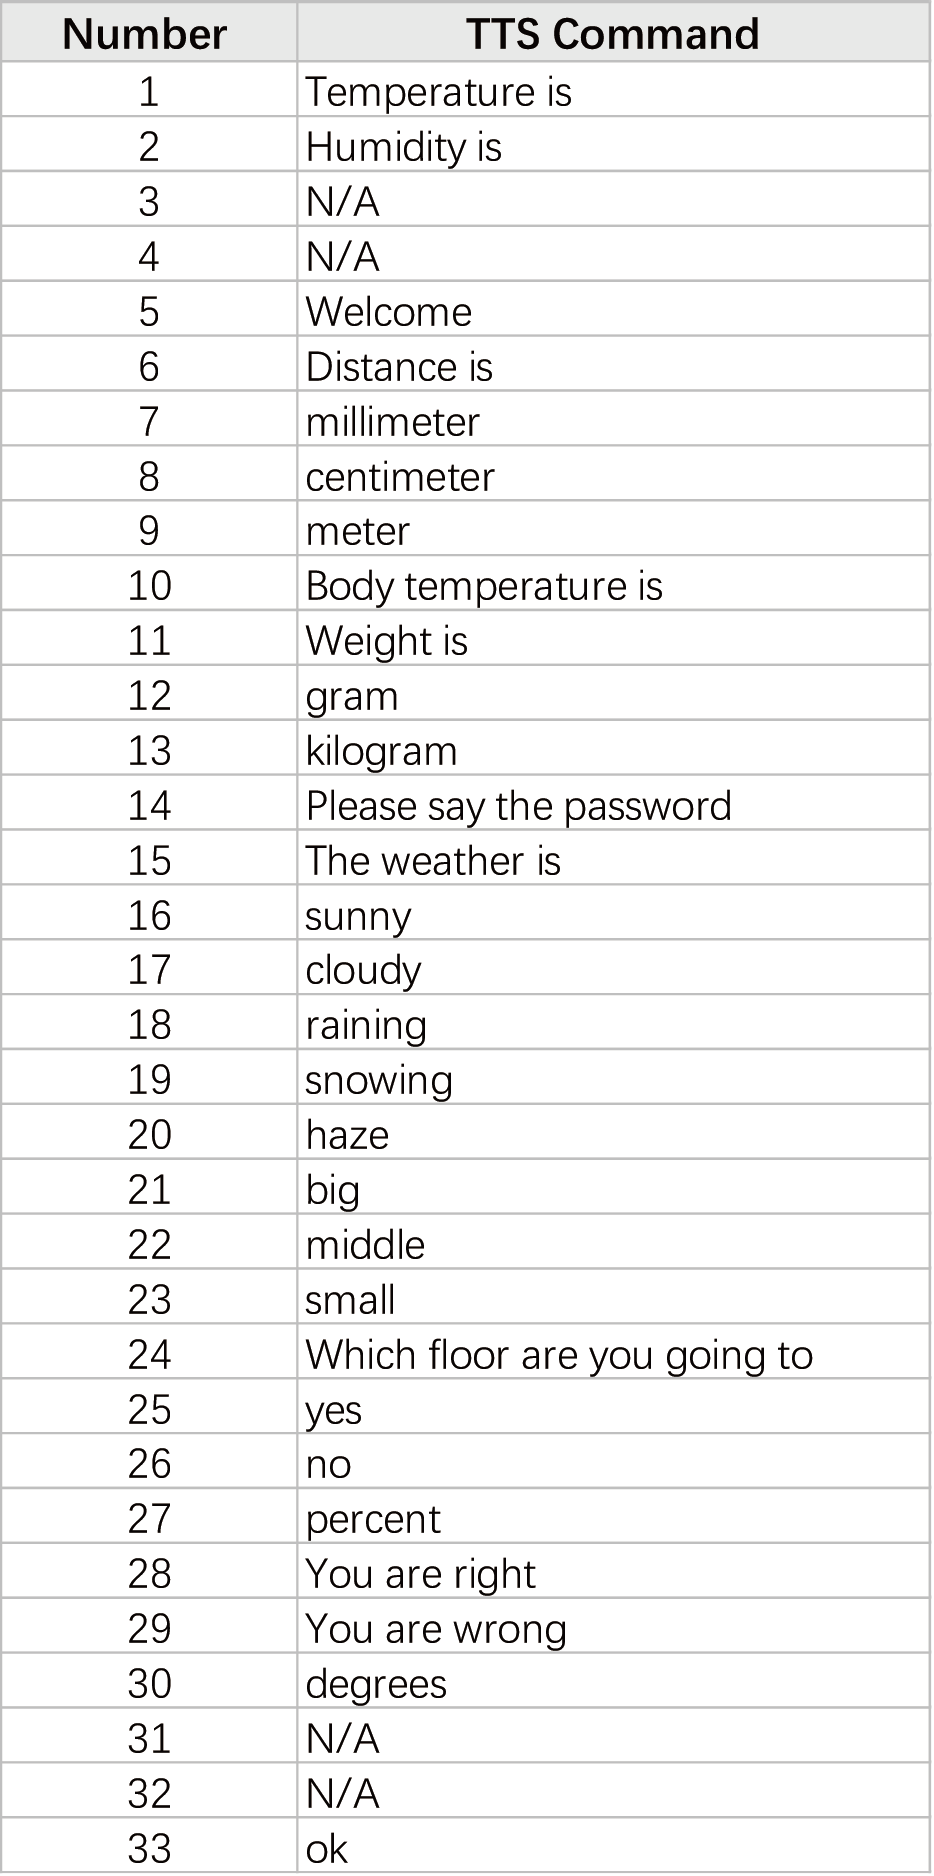 Number TTS Command
1 Temperature is
2 Humidity is
3 N/A
4 N/A
5 Welcome
6 Distance is
7 millimeter
8 centimeter
9 meter
10 Body temperature is
11 Weight is
12 gram
13 kilogram
14 Please say the password
15 The weather is
16 sunny
17 cloudy
18 raining
19 snowing
20 haze
21 big
22 middle
23 small
24 Which floor are you going to
25 yes
26 no
27 percent
28 You are right
29 You are wrong
30 degrees
31 N/A
32 N/A
33 ok